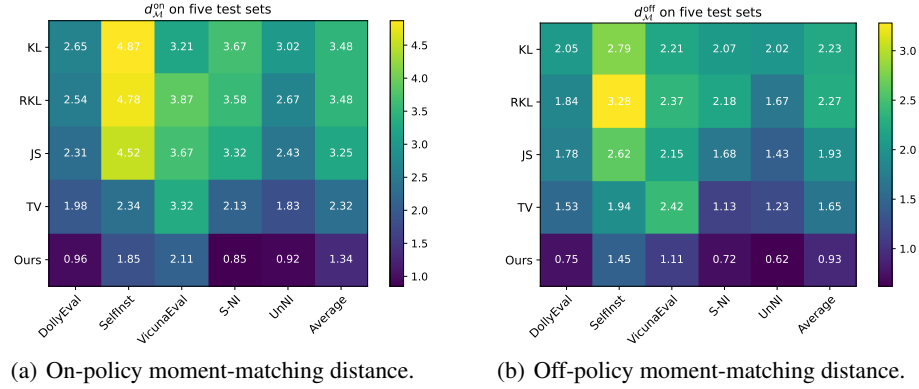 d_M^on on five test sets
KL 2.65 4.87 3.21 3.67 3.02 3.48
RKL 2.54 4.78 3.87 3.58 2.67 3.48
JS 2.31 4.52 3.67 3.32 2.43 3.25
TV 1.98 2.34 3.32 2.13 1.83 2.32
Ours 0.96 1.85 2.11 0.85 0.92 1.34
DollyEval SelfInst VicunaEval S-NI UnNI Average
4.5
4.0
3.5
3.0
2.5
2.0
1.5
1.0
(a) On-policy moment-matching distance.
d_M^off on five test sets
KL 2.05 2.79 2.21 2.07 2.02 2.23
RKL 1.84 3.28 2.37 2.18 1.67 2.27
JS 1.78 2.62 2.15 1.68 1.43 1.93
TV 1.53 1.94 2.42 1.13 1.23 1.65
Ours 0.75 1.45 1.11 0.72 0.62 0.93
DollyEval SelfInst VicunaEval S-NI UnNI Average
3.0
2.5
2.0
1.5
1.0
(b) Off-policy moment-matching distance.